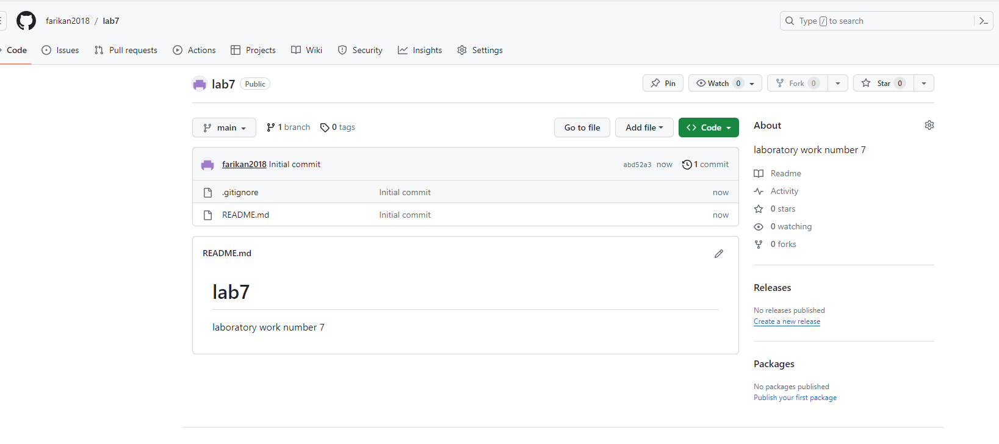 farikan2018 / lab7
Type / to search
Code Issues Pull requests Actions Projects Wiki Security Insights Settings
lab7 Public
Pin Watch 0 Fork 0 Star 0
main 1 branch 0 tags
Go to file Add file <> Code
farikan2018 Initial commit abd52a3 now 1 commit
.gitignore Initial commit now
README.md Initial commit now
README.md
lab7
laboratory work number 7
About
laboratory work number 7
Readme
Activity
0 stars
0 watching
0 forks
Releases
No releases published
Create a new release
Packages
No packages published
Publish your first package